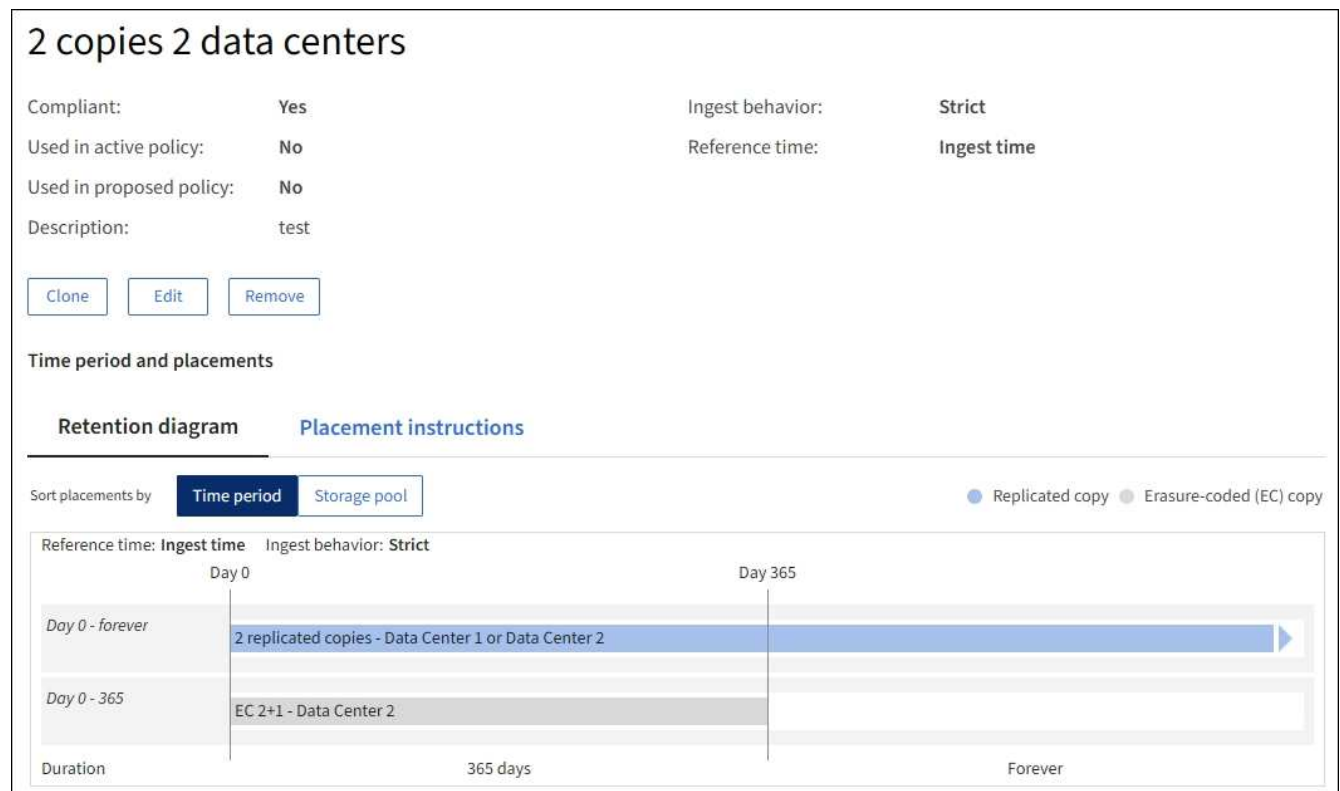 2 copies 2 data centers
Compliant: Yes Ingest behavior: Strict
Used in active policy: No Reference time: Ingest time
Used in proposed policy: No
Description: test
Clone Edit Remove
Time period and placements
Retention diagram Placement instructions
Sort placements by Time period Storage pool Replicated copy Erasure-coded (EC) copy
Reference time: Ingest time Ingest behavior: Strict
Day 0 Day 365
Day 0 - forever
2 replicated copies - Data Center 1 or Data Center 2
Day 0 - 365
EC 2+1 - Data Center 2
Duration 365 days Forever